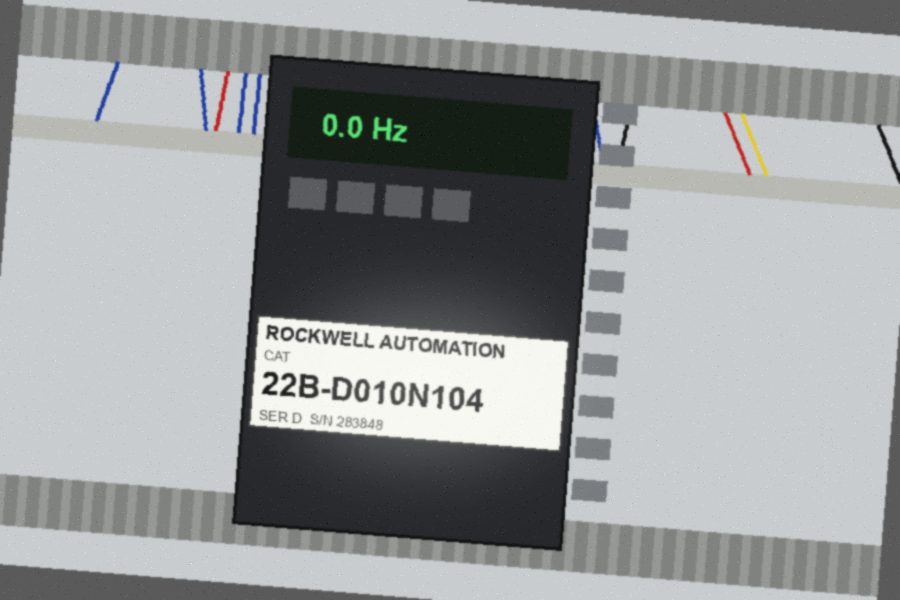 0.0 Hz
ROCKWELL AUTOMATION
CAT
22B-D010N104
SER D S/N 283848